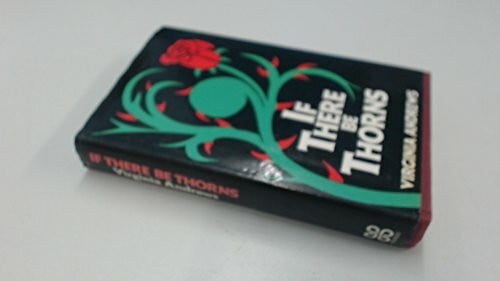 IF
THERE
BE
THORNS
VIRGINIA ANDREWS
IF THERE BE THORNS
Virginia Andrews